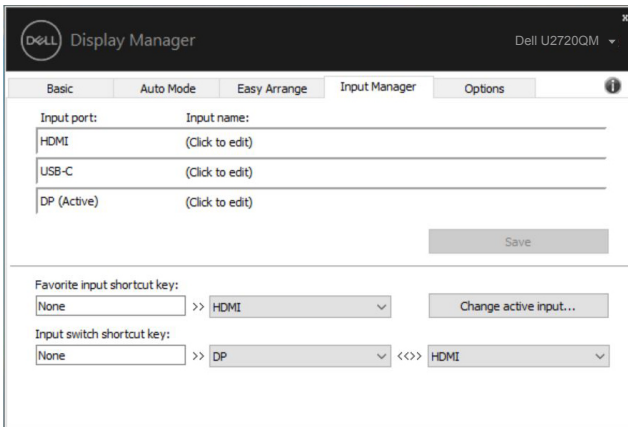 x
DELL Display Manager Dell U2720QM
Basic Auto Mode Easy Arrange Input Manager Options i
Input port: Input name:
HDMI (Click to edit)
USB-C (Click to edit)
DP (Active) (Click to edit)
Save
Favorite input shortcut key:
None >> HDMI Change active input...
Input switch shortcut key:
None >> DP <<>> HDMI